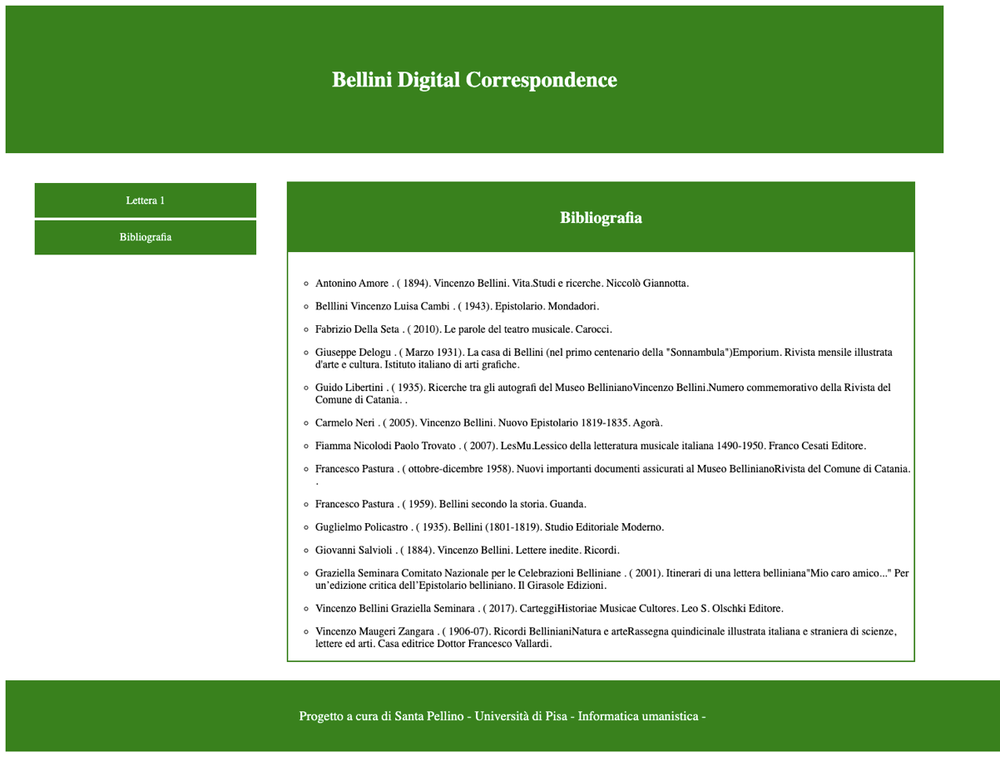 Bellini Digital Correspondence
Lettera 1
Bibliografia
Bibliografia
Antonino Amore . ( 1894). Vincenzo Bellini. Vita.Studi e ricerche. Niccolò Giannotta.
Belllini Vincenzo Luisa Cambi . ( 1943). Epistolario. Mondadori.
Fabrizio Della Seta . ( 2010). Le parole del teatro musicale. Carocci.
Giuseppe Delogu . ( Marzo 1931). La casa di Bellini (nel primo centenario della "Sonnambula")Emporium. Rivista mensile illustrata
d'arte e cultura. Istituto italiano di arti grafiche.
Guido Libertini . ( 1935). Ricerche tra gli autografi del Museo BellinianoVincenzo Bellini.Numero commemorativo della Rivista del
Comune di Catania. .
Carmelo Neri . ( 2005). Vincenzo Bellini. Nuovo Epistolario 1819-1835. Agorà.
Fiamma Nicolodi Paolo Trovato . ( 2007). LesMu.Lessico della letteratura musicale italiana 1490-1950. Franco Cesati Editore.
Francesco Pastura . ( ottobre-dicembre 1958). Nuovi importanti documenti assicurati al Museo BellinianoRivista del Comune di Catania.
.
Francesco Pastura . ( 1959). Bellini secondo la storia. Guanda.
Guglielmo Policastro . ( 1935). Bellini (1801-1819). Studio Editoriale Moderno.
Giovanni Salvioli . ( 1884). Vincenzo Bellini. Lettere inedite. Ricordi.
Graziella Seminara Comitato Nazionale per le Celebrazioni Belliniane . ( 2001). Itinerari di una lettera belliniana"Mio caro amico..." Per
un’edizione critica dell’Epistolario belliniano. Il Girasole Edizioni.
Vincenzo Bellini Graziella Seminara . ( 2017). CarteggiHistoriae Musicae Cultores. Leo S. Olschki Editore.
Vincenzo Maugeri Zangara . ( 1906-07). Ricordi BellinianiNatura e arteRassegna quindicinale illustrata italiana e straniera di scienze,
lettere ed arti. Casa editrice Dottor Francesco Vallardi.
Progetto a cura di Santa Pellino - Università di Pisa - Informatica umanistica -